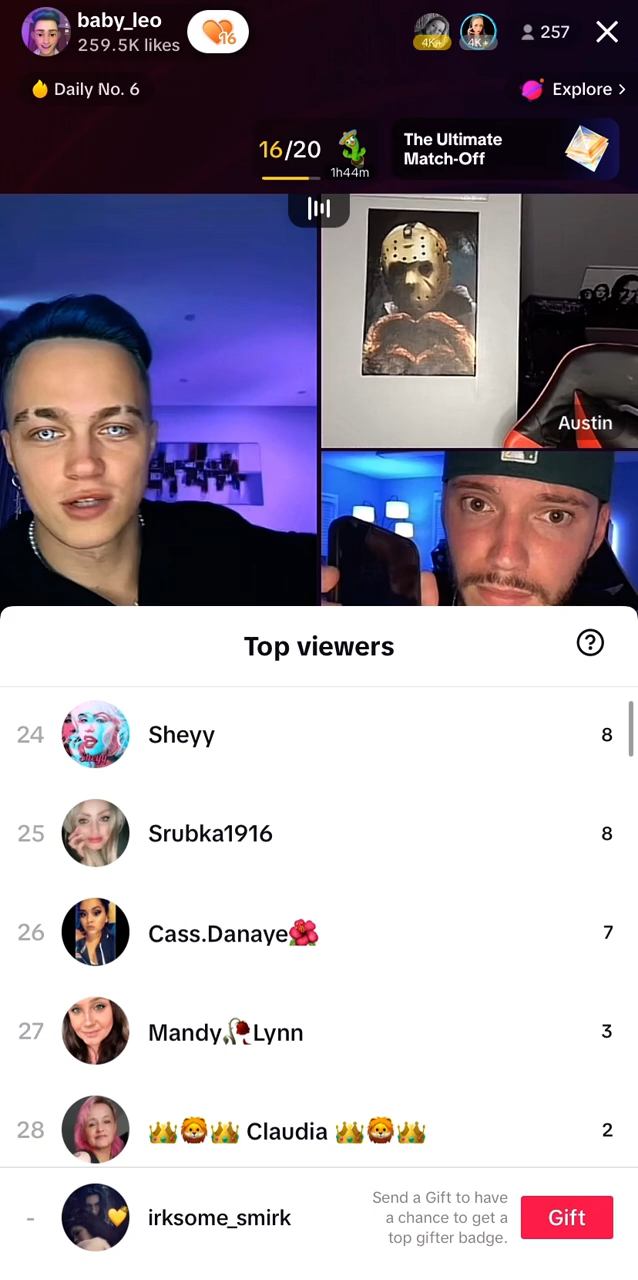 baby_leo
259.5K likes
16
4K+
4K+
257
Daily No. 6
Explore >
16/20
1h44m
The Ultimate
Match-Off
Austin
Top viewers
24 Sheyy 8
Sheyy
25 Srubka1916 8
26 Cass.Danaye🌺 7
27 Mandy🥀Lynn 3
28 👑🦁👑 Claudia 👑🦁👑 2
- irksome_smirk
Send a Gift to have
a chance to get a
top gifter badge.
Gift